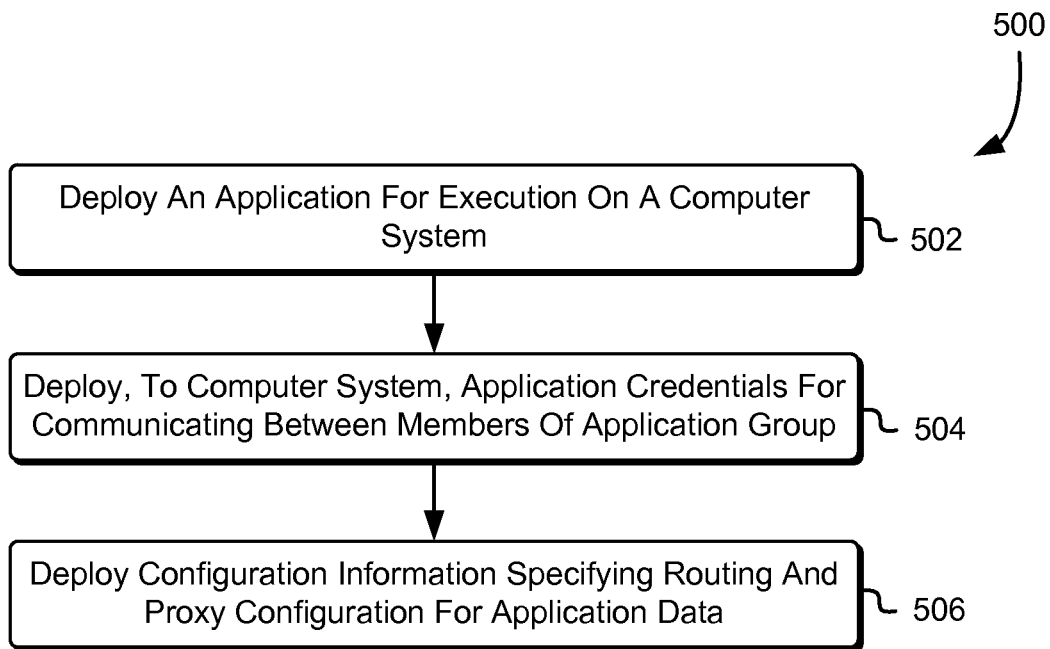 500
Deploy An Application For Execution On A Computer
System
502
Deploy, To Computer System, Application Credentials For
Communicating Between Members Of Application Group
504
Deploy Configuration Information Specifying Routing And
Proxy Configuration For Application Data
506